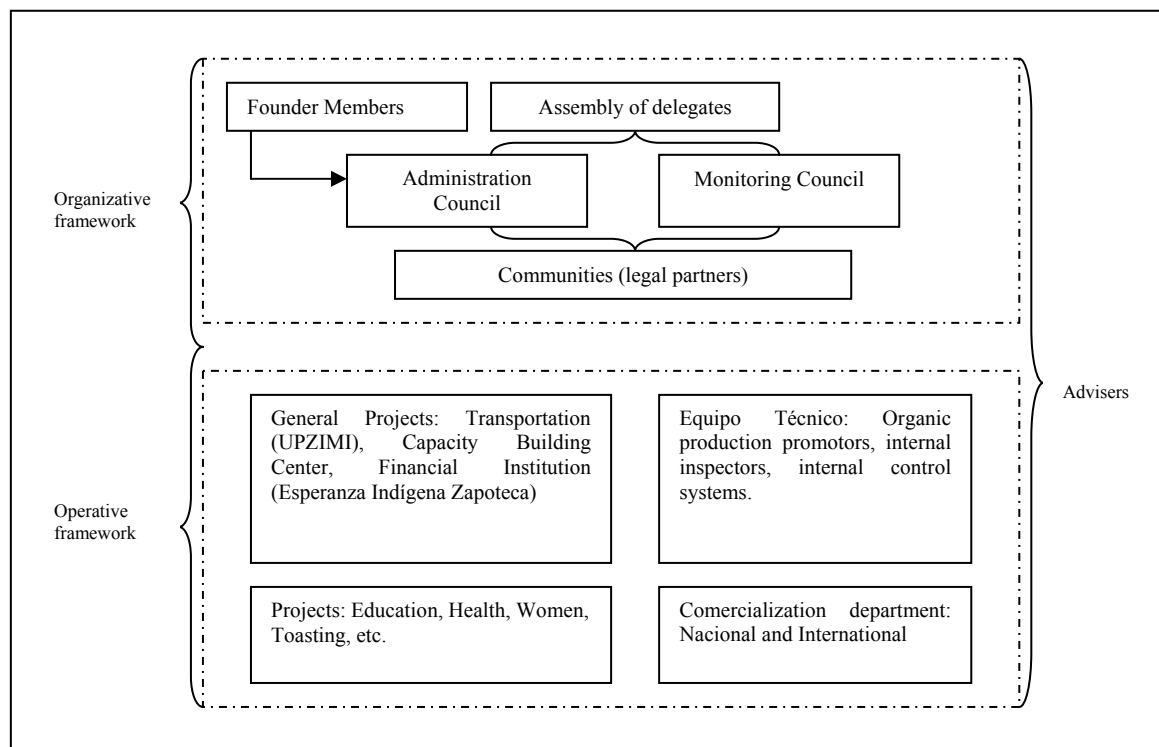 Founder Members
Assembly of delegates
Administration
Council
Monitoring Council
Communities (legal partners)
Organizative
framework
General Projects: Transportation
(UPZIMI), Capacity Building
Center, Financial Institution
(Esperanza Indígena Zapoteca)
Equipo Técnico: Organic
production promotors, internal
inspectors, internal control
systems.
Advisers
Operative
framework
Projects: Education, Health, Women,
Toasting, etc.
Comercialization department:
Nacional and International